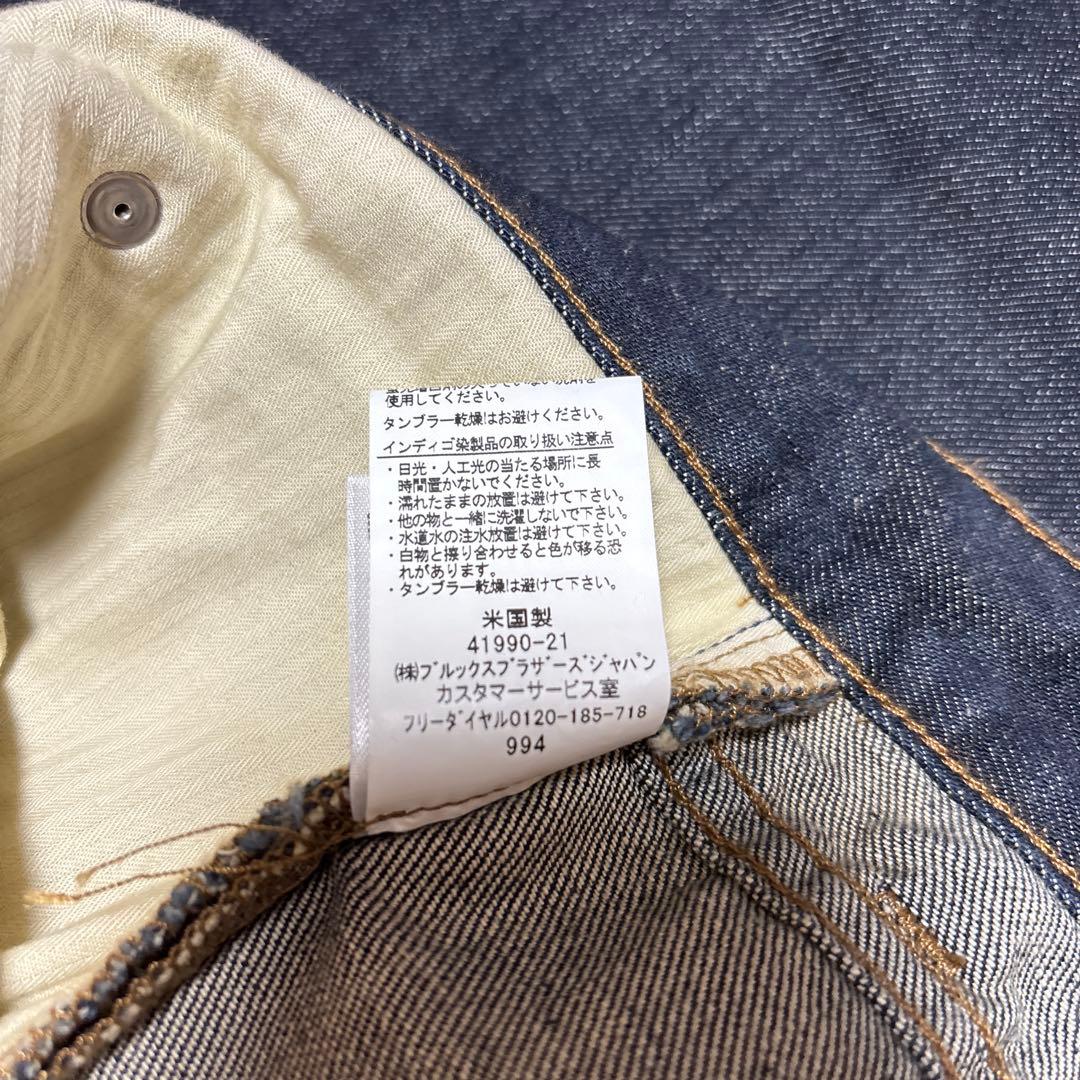 使用してください。
タンブラー乾燥はお避けください。
インディゴ染製品の取り扱い注意点
・日光・人工光の当たる場所に長
時間置かないでください。
・濡れたままの放置は避けて下さい。
・他の物と一緒に洗濯しないで下さい。
・水道水の注水放置は避けて下さい。
・白物と擦り合わせると色が移る恐
れがあります。
・タンブラー乾燥は避けて下さい。
米国製
41990-21
(株)ブルックスブラザーズジャパン
カスタマーサービス室
フリーダイヤル0120-185-718
994